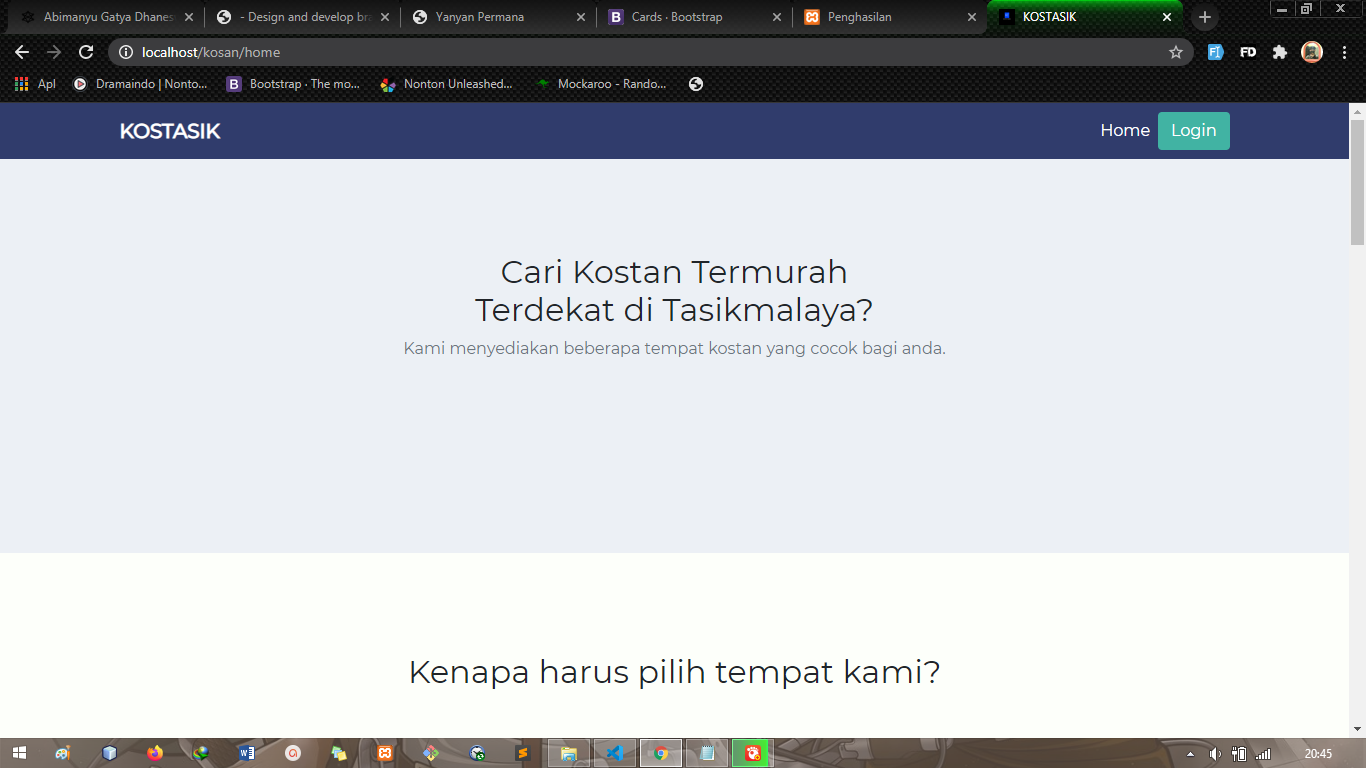 Abimanyu Gatya Dhanes
- Design and develop bra
Yanyan Permana
Cards · Bootstrap
Penghasilan
KOSTASIK
localhost/kosan/home
FD
Apl
Dramaindo | Nonto...
Bootstrap · The mo...
Nonton Unleashed...
Mockaroo - Rando...
KOSTASIK
Home
Login
Cari Kostan Termurah
Terdekat di Tasikmalaya?
Kami menyediakan beberapa tempat kostan yang cocok bagi anda.
Kenapa harus pilih tempat kami?
20:45